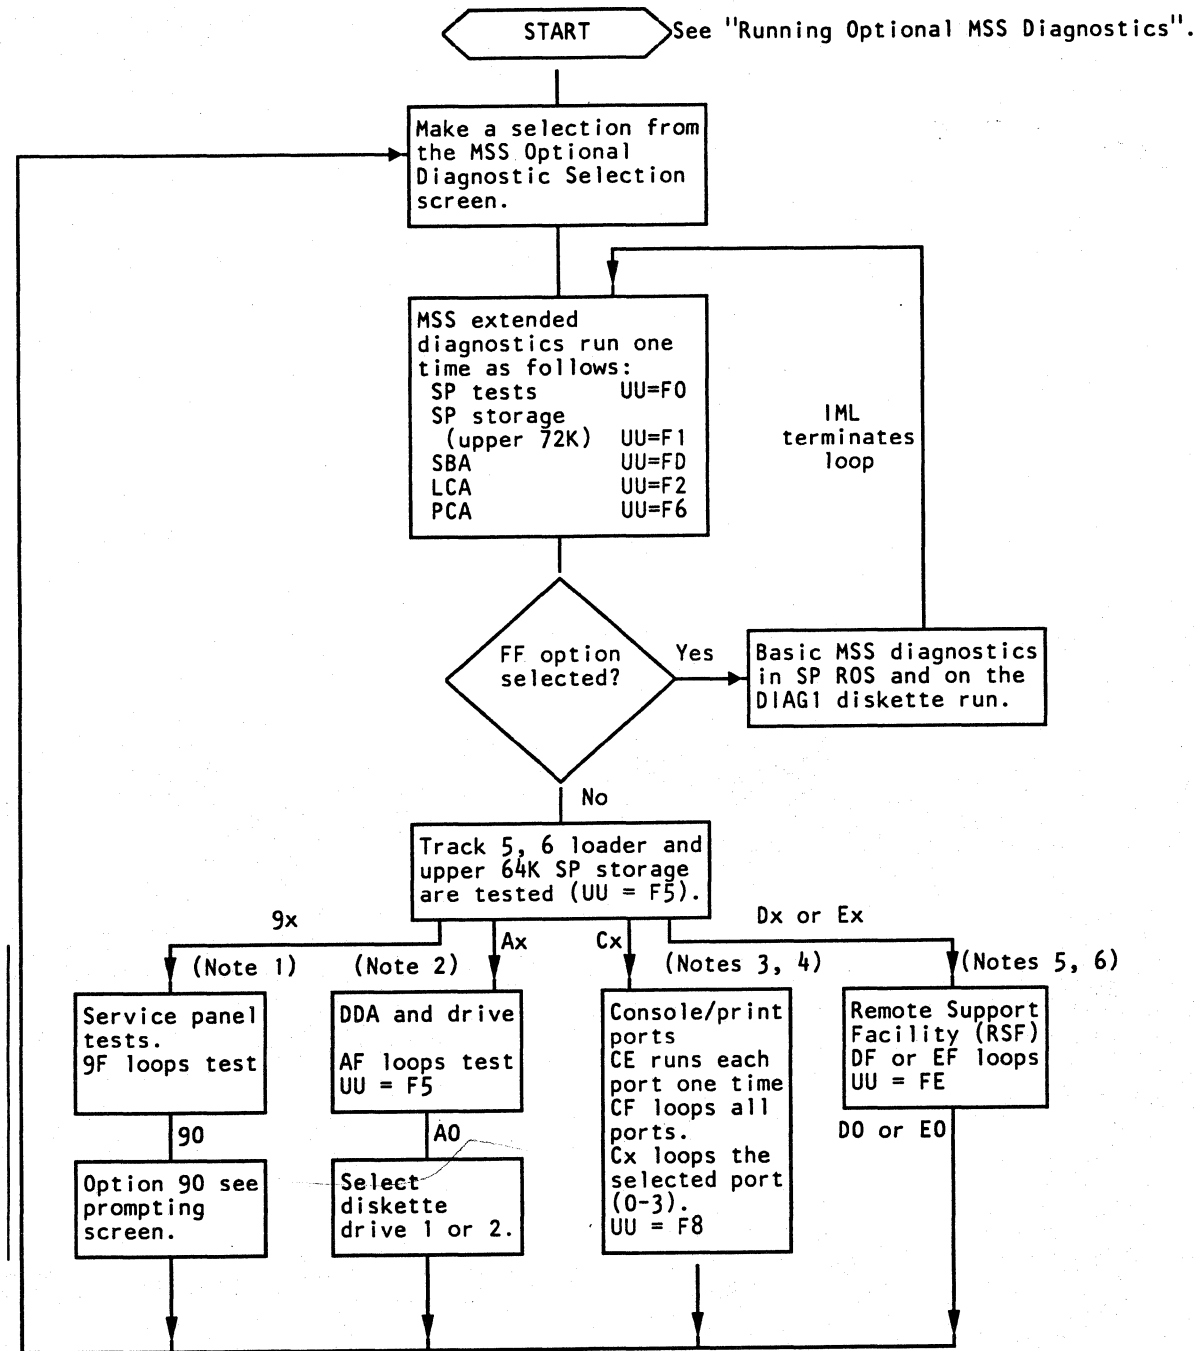 START
See "Running Optional MSS Diagnostics".
Make a selection from
the MSS Optional
Diagnostic Selection
screen.
MSS extended
diagnostics run one
time as follows:
SP tests UU=F0
SP storage
(upper 72K) UU=F1
SBA UU=FD
LCA UU=F2
PCA UU=F6
IML
terminates
loop
FF option
selected?
Yes
Basic MSS diagnostics
in SP ROS and on the
DIAG1 diskette run.
No
Track 5, 6 loader and
upper 64K SP storage
are tested (UU = F5).
9x
Ax
Cx
Dx or Ex
(Note 1)
(Note 2)
(Notes 3, 4)
(Notes 5, 6)
Service panel
tests.
9F loops test
90
Option 90 see
prompting
screen.
DDA and drive
AF loops test
UU = F5
A0
Select
diskette
drive 1 or 2.
Console/print
ports
CE runs each
port one time
CF loops all
ports.
Cx loops the
selected port
(0-3).
UU = F8
Remote Support
Facility (RSF)
DF or EF loops
UU = FE
D0 or E0